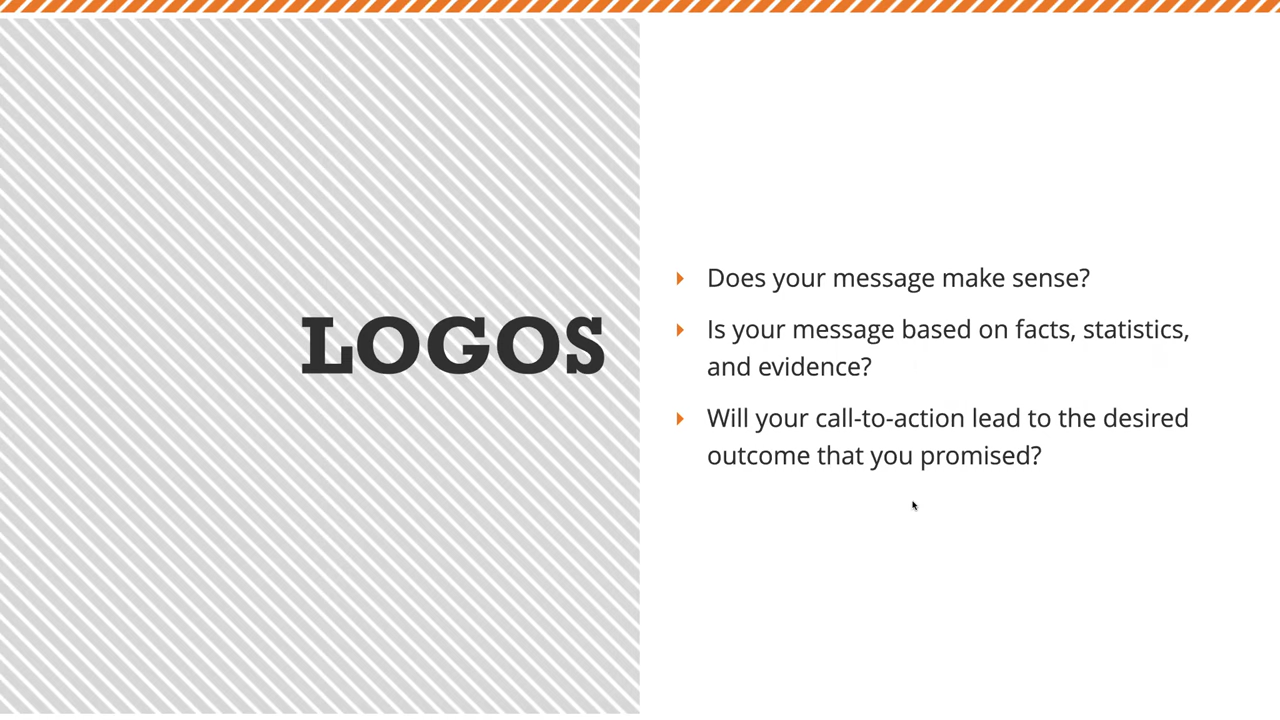 LOGOS
Does your message make sense?
Is your message based on facts, statistics,
and evidence?
Will your call-to-action lead to the desired
outcome that you promised?